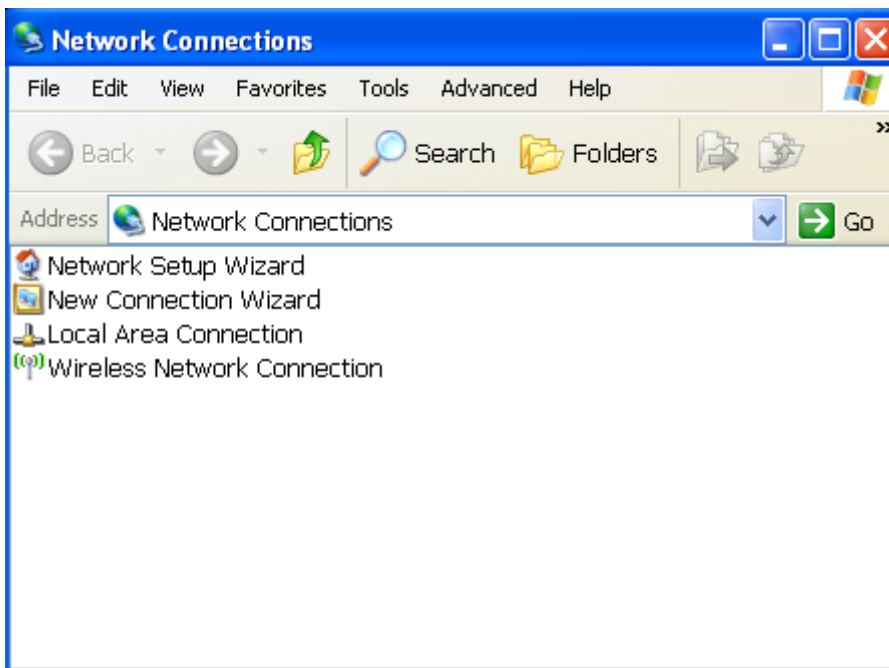 Network Connections
File Edit View Favorites Tools Advanced Help
Back Search Folders »
Address Network Connections Go
Network Setup Wizard
New Connection Wizard
Local Area Connection
Wireless Network Connection